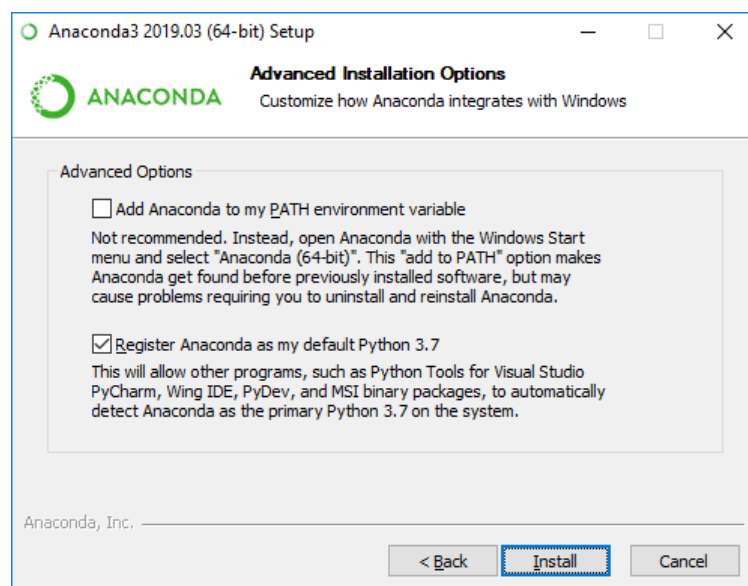 Anaconda3 2019.03 (64-bit) Setup
Advanced Installation Options
ANACONDA
Customize how Anaconda integrates with Windows
Advanced Options
Add Anaconda to my PATH environment variable
Not recommended. Instead, open Anaconda with the Windows Start
menu and select "Anaconda (64-bit)". This "add to PATH" option makes
Anaconda get found before previously installed software, but may
cause problems requiring you to uninstall and reinstall Anaconda.
Register Anaconda as my default Python 3.7
This will allow other programs, such as Python Tools for Visual Studio
PyCharm, Wing IDE, PyDev, and MSI binary packages, to automatically
detect Anaconda as the primary Python 3.7 on the system.
Anaconda, Inc.
< Back Install Cancel